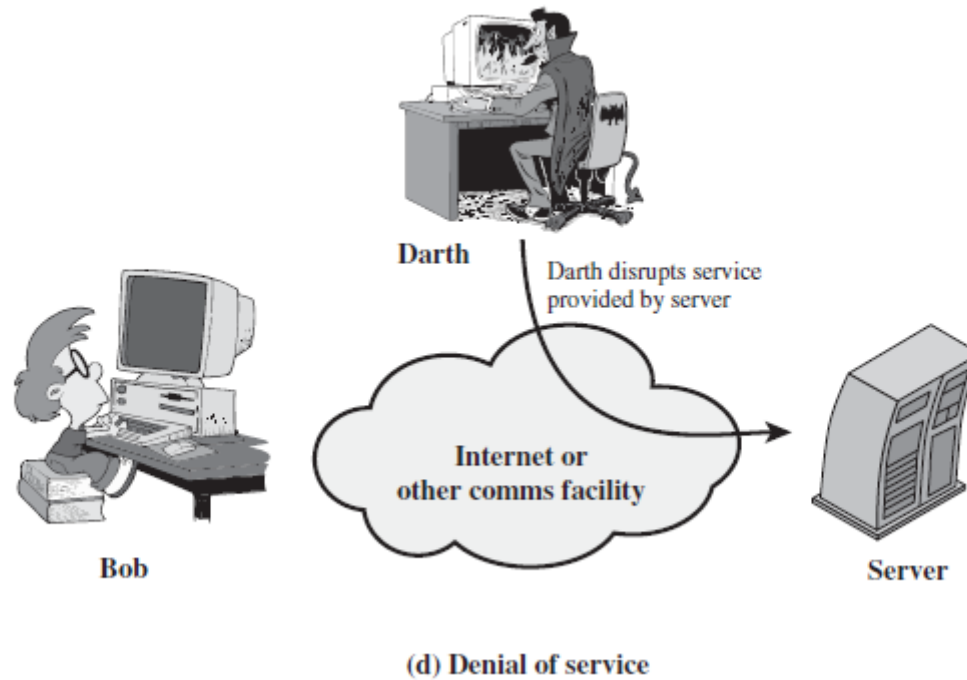 Darth
Darth disrupts service
provided by server
Internet or
other comms facility
Bob
Server
(d) Denial of service